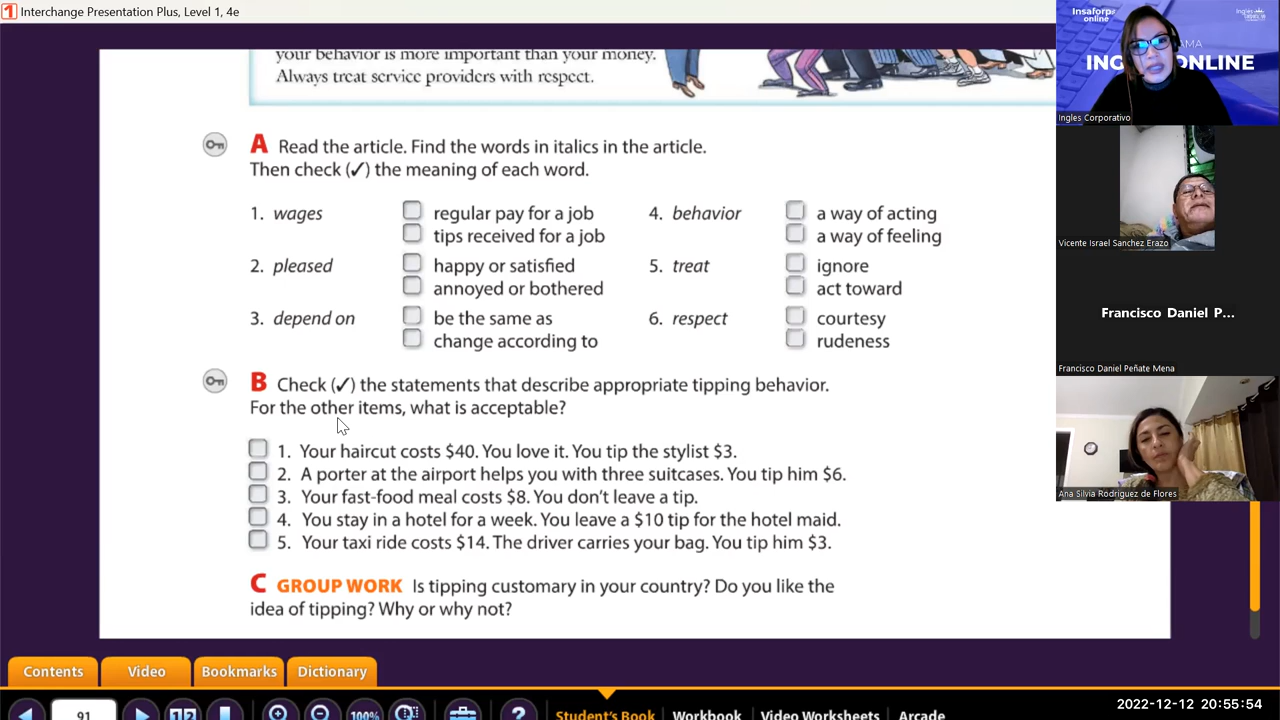 Interchange Presentation Plus, Level 1, 4e
your behavior is more important than your money.
Always treat service providers with respect.
A Read the article. Find the words in italics in the article.
Then check (✓) the meaning of each word.
1. wages
regular pay for a job
tips received for a job
2. pleased
happy or satisfied
annoyed or bothered
3. depend on
be the same as
change according to
4. behavior
a way of acting
a way of feeling
5. treat
ignore
act toward
6. respect
courtesy
rudeness
B Check (✓) the statements that describe appropriate tipping behavior.
For the other items, what is acceptable?
1. Your haircut costs $40. You love it. You tip the stylist $3.
2. A porter at the airport helps you with three suitcases. You tip him $6.
3. Your fast-food meal costs $8. You don't leave a tip.
4. You stay in a hotel for a week. You leave a $10 tip for the hotel maid.
5. Your taxi ride costs $14. The driver carries your bag. You tip him $3.
C GROUP WORK Is tipping customary in your country? Do you like the
idea of tipping? Why or why not?
Contents Video Bookmarks Dictionary
91 1 2 100% ? Student's Book Workbook Video Worksheets Arcade
Insaforp
online
ING ONLINE
Ingles Corporativo
Vicente Israel Sanchez Erazo
Francisco Daniel P...
Francisco Daniel Peñate Mena
Ana Silvia Rodriguez de Flores
2022-12-12 20:55:54